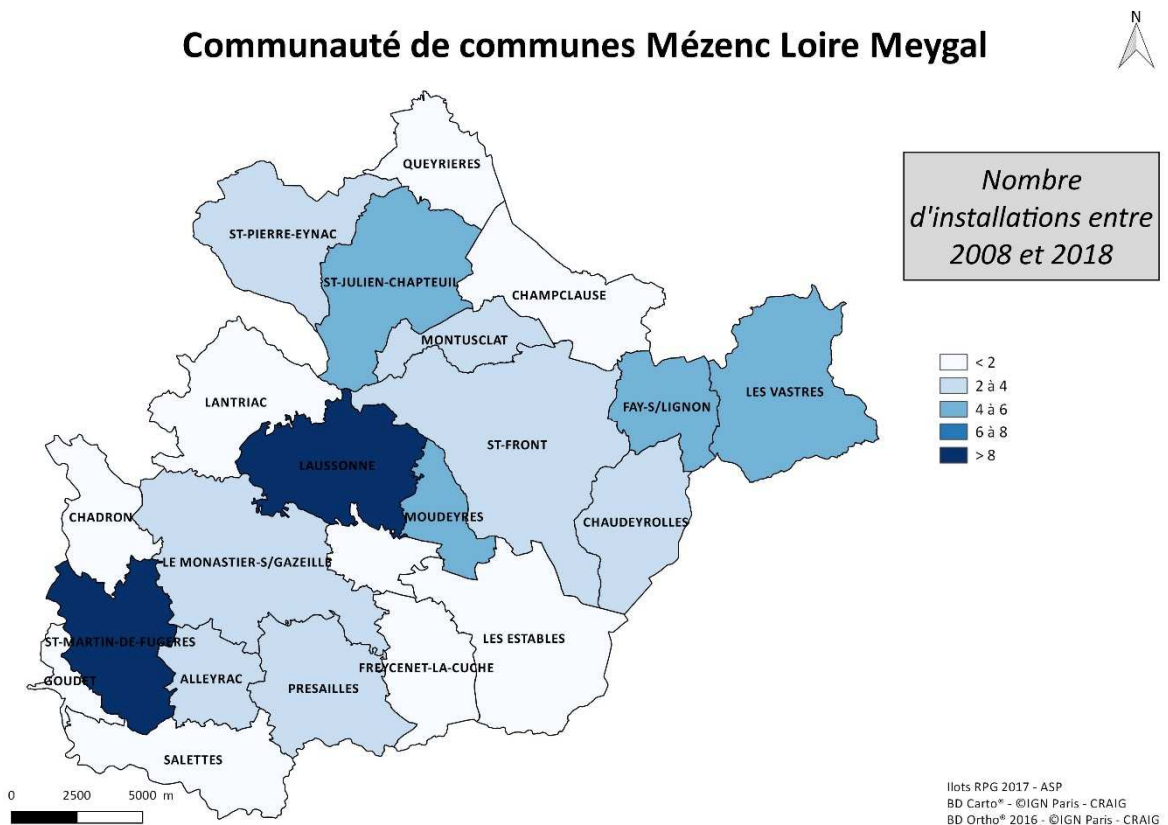 Communauté de communes Mézenc Loire Meygal
N
Nombre
d'installations entre
2008 et 2018
QUEYRIERES
ST-PIERRE-EYNAC
ST-JULIEN-CHAPTEUIL
CHAMPCLAUSE
MONTUSCLAT
LES VASTRES
FAY-S/LIGNON
LANTRIAC
ST-FRONT
LAUSSONNE
MOUDEYRES
CHAUDEYROLLES
CHADRON
LE MONASTIER-S/GAZEILLE
ST-MARTIN-DE-FUGERES
LES ESTABLES
FREYCENET-LA-CUCHE
GOUDET
ALLEYRAC
PRESAILLES
SALETTES
< 2
2 à 4
4 à 6
6 à 8
> 8
0 2500 5000 m
Ilots RPG 2017 - ASP
BD Carto® - ©IGN Paris - CRAIG
BD Ortho® 2016 - ©IGN Paris - CRAIG